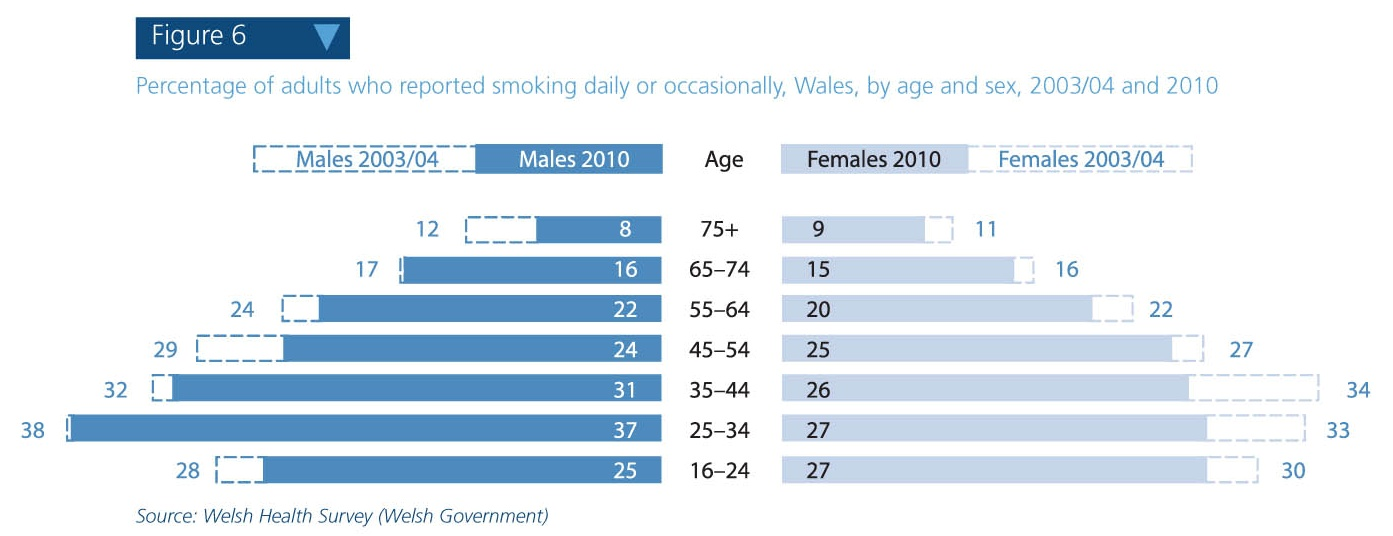 Figure 6
Percentage of adults who reported smoking daily or occasionally, Wales, by age and sex, 2003/04 and 2010
Males 2003/04 Males 2010 Age Females 2010 Females 2003/04
12 8 75+ 9 11
17 16 65–74 15 16
24 22 55–64 20 22
29 24 45–54 25 27
32 31 35–44 26 34
38 37 25–34 27 33
28 25 16–24 27 30
Source: Welsh Health Survey (Welsh Government)